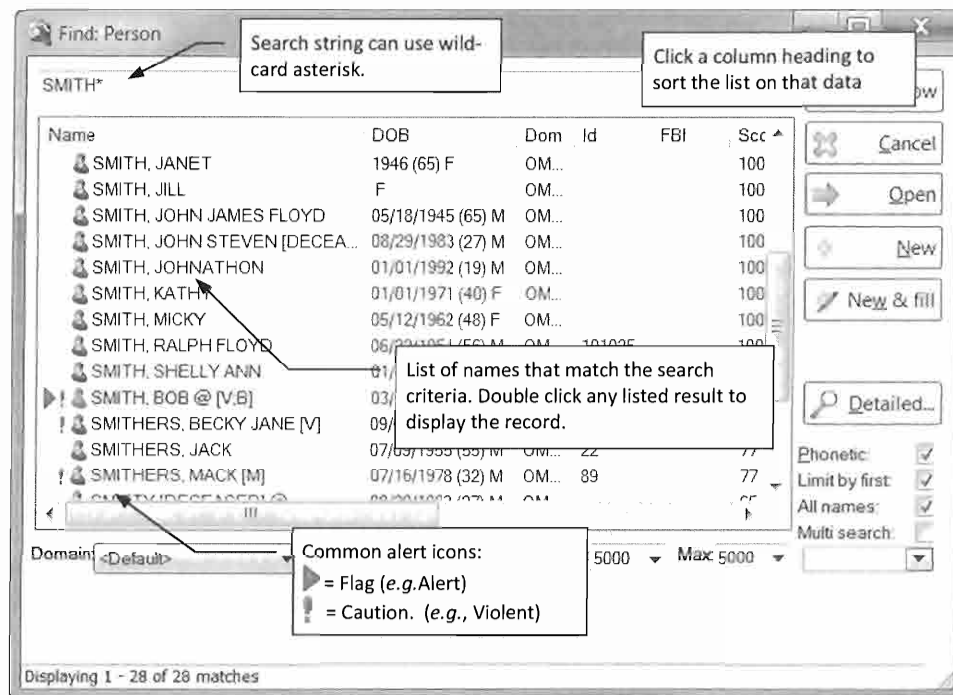 Find: Person
Search string can use wild-
card asterisk.
Click a column heading to
sort the list on that data
SMITH*
Name DOB Dom Id FBI Scc
SMITH, JANET 1946 (65) F OM... 100
SMITH, JILL F OM... 100
SMITH, JOHN JAMES FLOYD 05/18/1945 (65) M OM... 100
SMITH, JOHN STEVEN [DECEA... 08/29/1983 (27) M OM... 100
SMITH, JOHNATHON 01/01/1992 (19) M OM... 100
SMITH, KATHY 01/01/1971 (40) F OM... 100
SMITH, MICKY 05/12/1962 (48) F OM... 100
SMITH, RALPH FLOYD
SMITH, SHELLY ANN
SMITH, BOB @ [V;B] 03/
! SMITHERS, BECKY JANE [V] 09/
SMITHERS, JACK 22 77
! SMITHERS, MACK [M] 07/16/1978 (32) M OM... 89 77
List of names that match the search
criteria. Double click any listed result to
display the record.
Cancel
Open
New
New & fill
Detailed...
Phonetic:
Limit by first:
All names:
Multi search:
Domain: <Default> 5000 Max: 5000
Common alert icons:
= Flag (e.g.Alert)
! = Caution. (e.g., Violent)
Displaying 1 - 28 of 28 matches